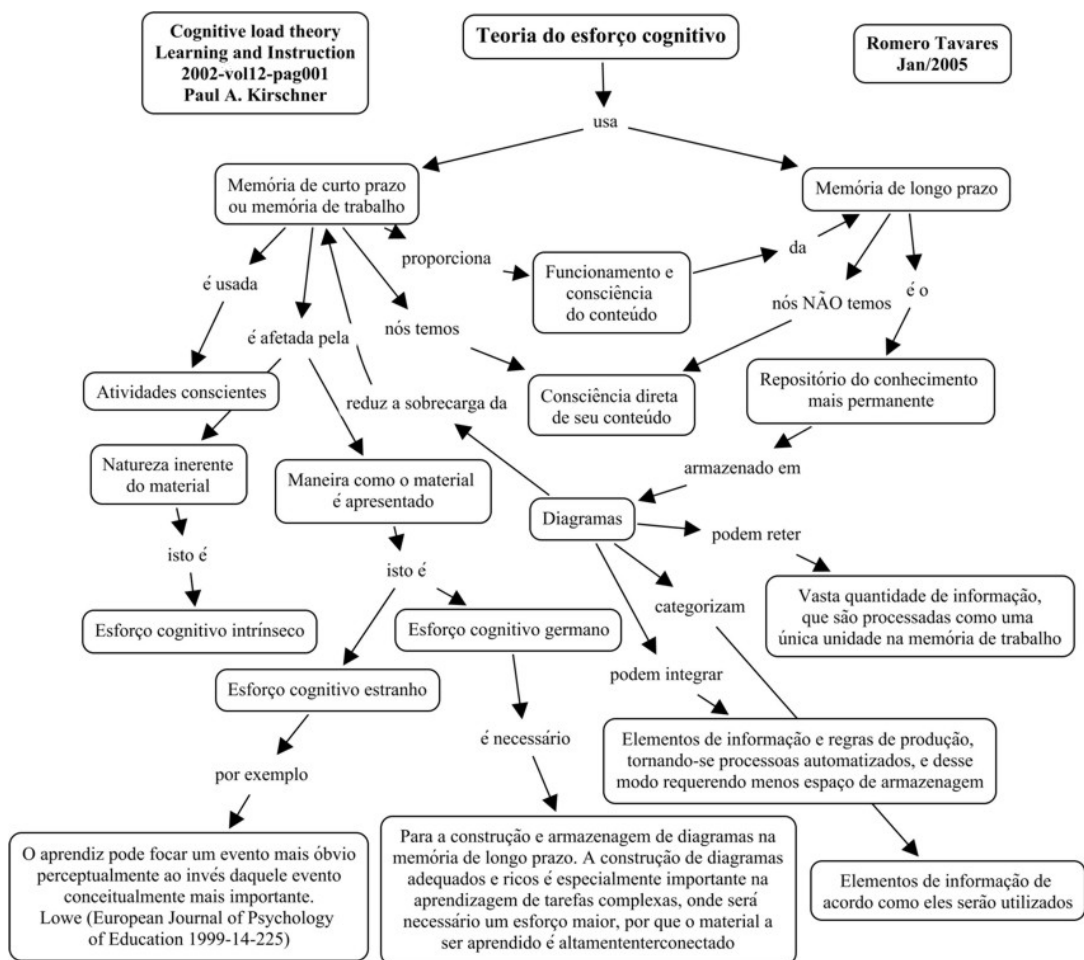 Cognitive load theory
Learning and Instruction
2002-vol12-pag001
Paul A. Kirschner
Teoria do esforço cognitivo
Romero Tavares
Jan/2005
usa
Memória de curto prazo
ou memória de trabalho
Memória de longo prazo
proporciona
da
é usada
Funcionamento e
consciência
do conteúdo
nós NÃO temos
é o
é afetada pela
nós temos
Atividades conscientes
reduz a sobrecarga da
Consciência direta
de seu conteúdo
Repositório do conhecimento
mais permanente
Natureza inerente
do material
Maneira como o material
é apresentado
armazenado em
Diagramas
podem reter
isto é
isto é
categorizam
Vasta quantidade de informação,
que são processadas como uma
única unidade na memória de trabalho
Esforço cognitivo intrínseco
Esforço cognitivo germano
Esforço cognitivo estranho
podem integrar
é necessário
Elementos de informação e regras de produção,
tornando-se processoas automatizados, e desse
modo requerendo menos espaço de armazenagem
por exemplo
O aprendiz pode focar um evento mais óbvio
perceptualmente ao invés daquele evento
conceitualmente mais importante.
Lowe (European Journal of Psychology
of Education 1999-14-225)
Para a construção e armazenagem de diagramas na
memória de longo prazo. A construção de diagramas
adequados e ricos é especialmente importante na
aprendizagem de tarefas complexas, onde será
necessário um esforço maior, por que o material a
ser aprendido é altamententerconectado
Elementos de informação de
acordo como eles serão utilizados